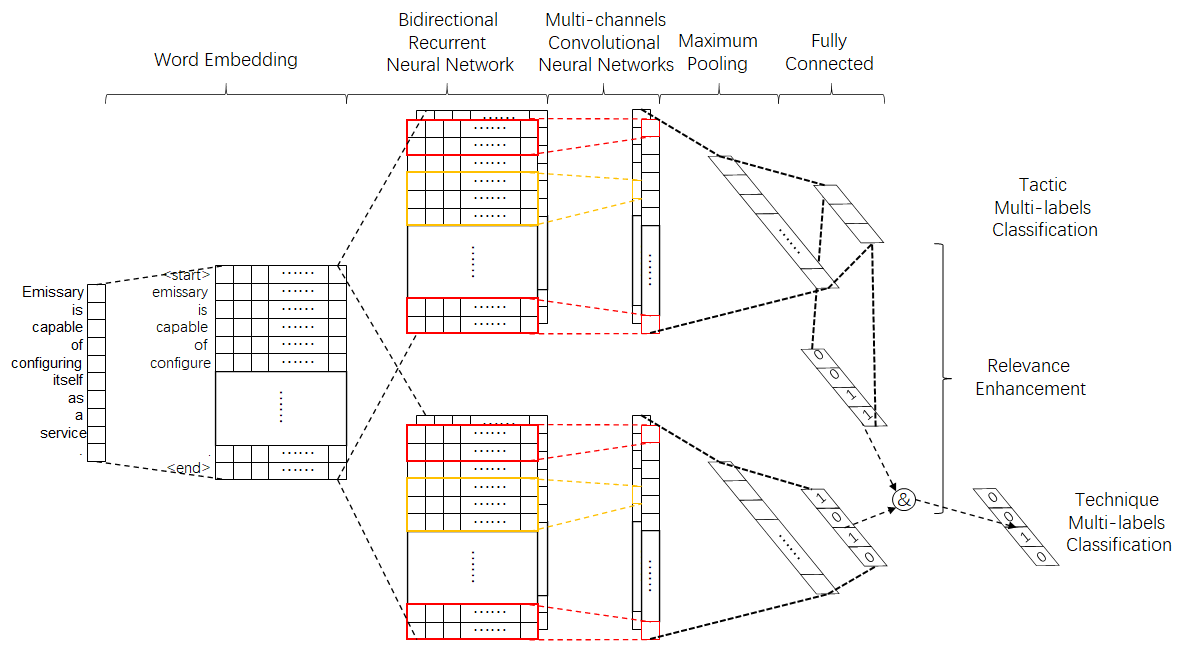 Word Embedding
Bidirectional
Recurrent
Neural Network
Multi-channels
Convolutional
Neural Networks
Maximum
Pooling
Fully
Connected
Emissary
is
capable
of
configuring
itself
as
a
service
.
<start>
emissary
is
capable
of
configure
.
<end>
Tactic
Multi-labels
Classification
0
0
1
1
Relevance
Enhancement
1
0
1
0
&
0
0
1
0
Technique
Multi-labels
Classification